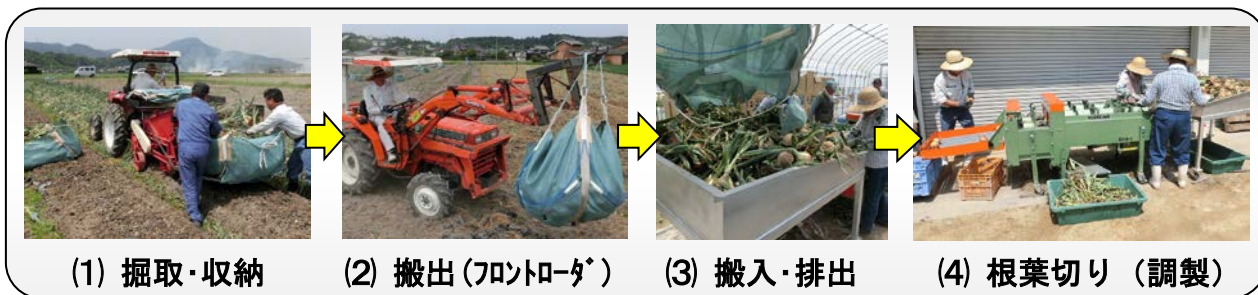 (1) 掘取・収納
(2) 搬出(ﾌﾛﾝﾄﾛｰﾀﾞ)
(3) 搬入・排出
(4) 根葉切り（調製）